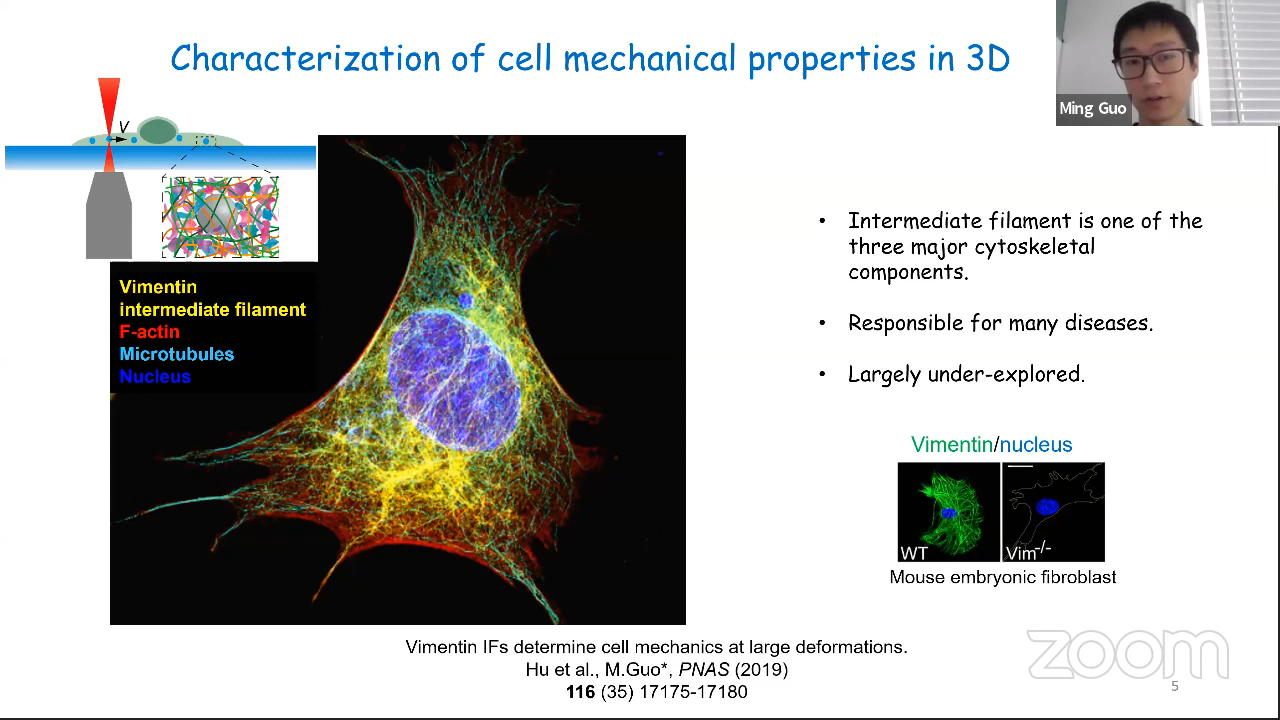 Characterization of cell mechanical properties in 3D
Ming Guo
V
Vimentin
intermediate filament
F-actin
Microtubules
Nucleus
• Intermediate filament is one of the
three major cytoskeletal
components.
• Responsible for many diseases.
• Largely under-explored.
Vimentin/nucleus
WT
Vim-/-
Mouse embryonic fibroblast
Vimentin IFs determine cell mechanics at large deformations.
Hu et al., M.Guo*, PNAS (2019)
116 (35) 17175-17180
zoom
5